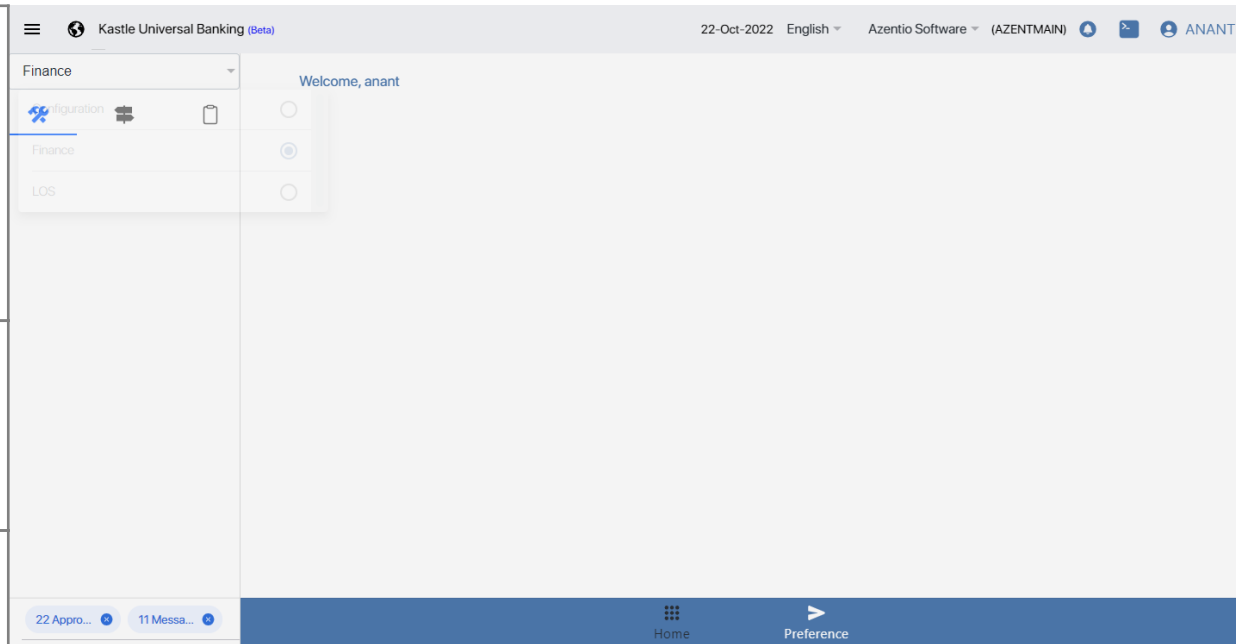 Kastle Universal Banking (Beta)
22-Oct-2022 English Azentio Software (AZENTMAIN) ANANT
Finance
Welcome, anant
Configuration
Finance
LOS
22 Appro... 11 Messa...
Home Preference